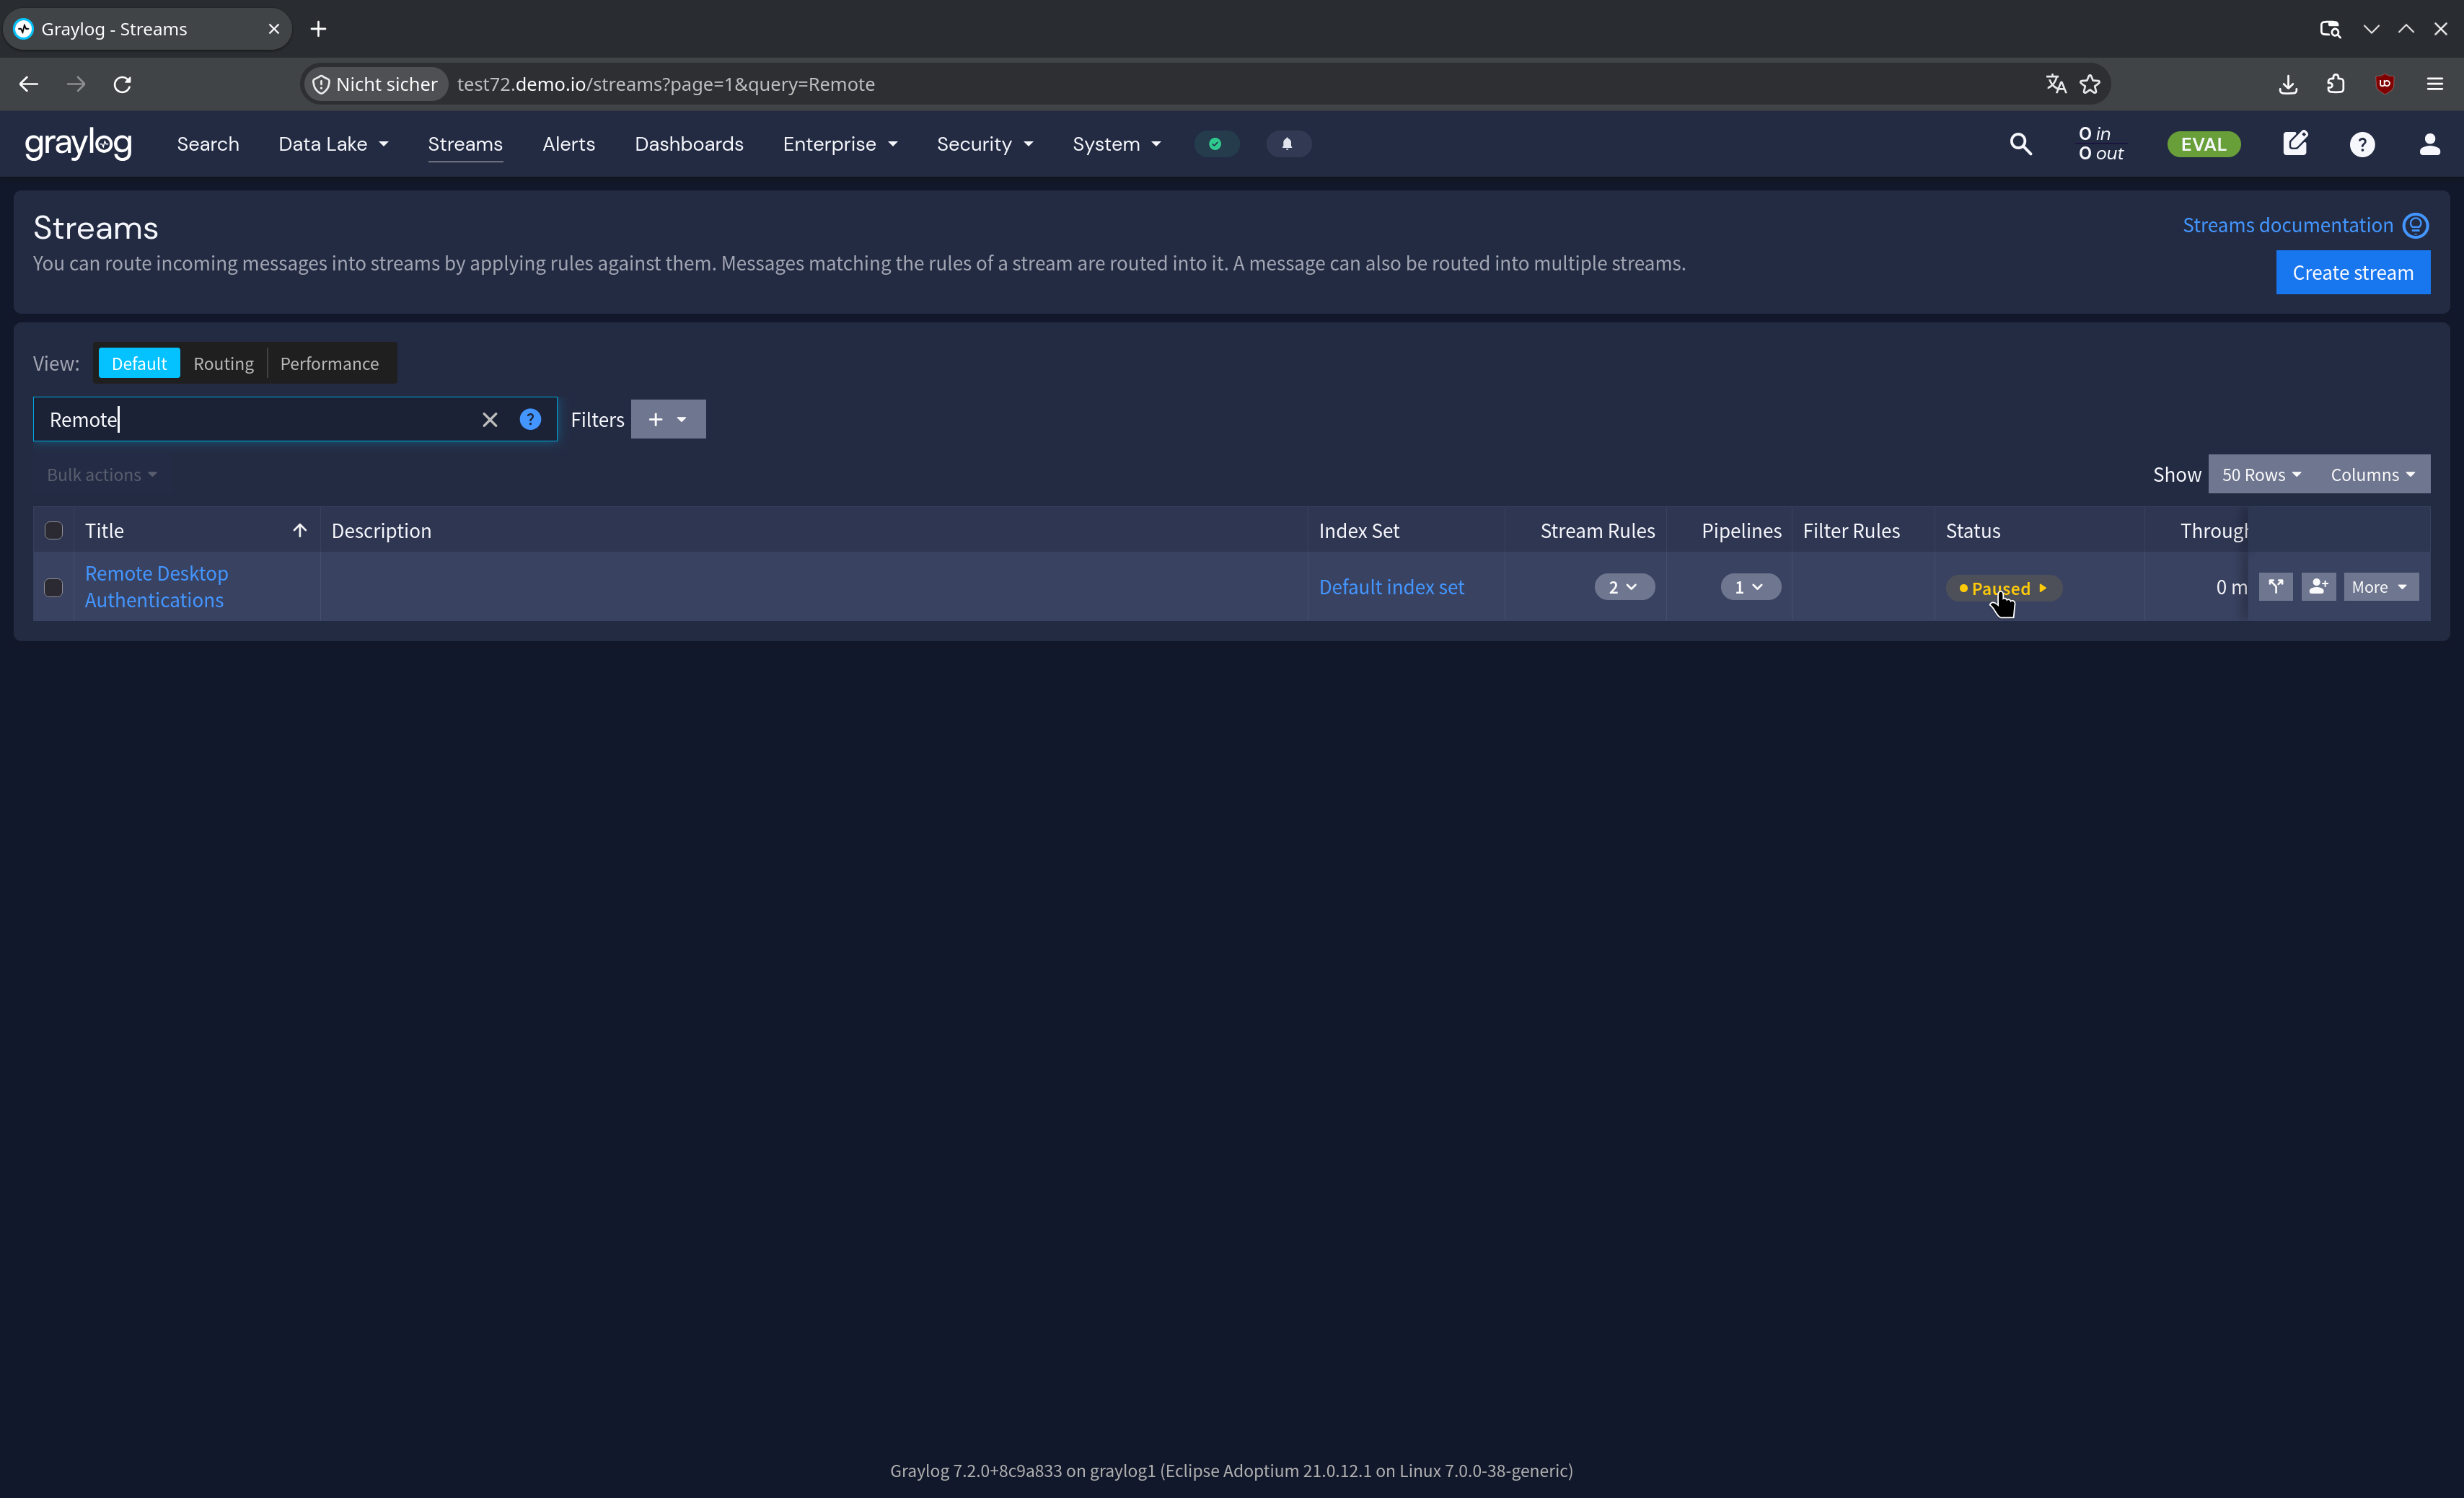 Graylog - Streams
Nicht sicher test72.demo.io/streams?page=1&query=Remote
graylog Search Data Lake Streams Alerts Dashboards Enterprise Security System 0 in EVAL
0 out
Streams
Streams documentation
You can route incoming messages into streams by applying rules against them. Messages matching the rules of a stream are routed into it. A message can also be routed into multiple streams.
Create stream
View: Default Routing Performance
Remote Filters
Bulk actions Show 50 Rows Columns
Title Description Index Set Stream Rules Pipelines Filter Rules Status Through
Remote Desktop
Authentications Default index set 2 1 Paused 0 m More
Graylog 7.2.0+8c9a833 on graylog1 (Eclipse Adoptium 21.0.12.1 on Linux 7.0.0-38-generic)